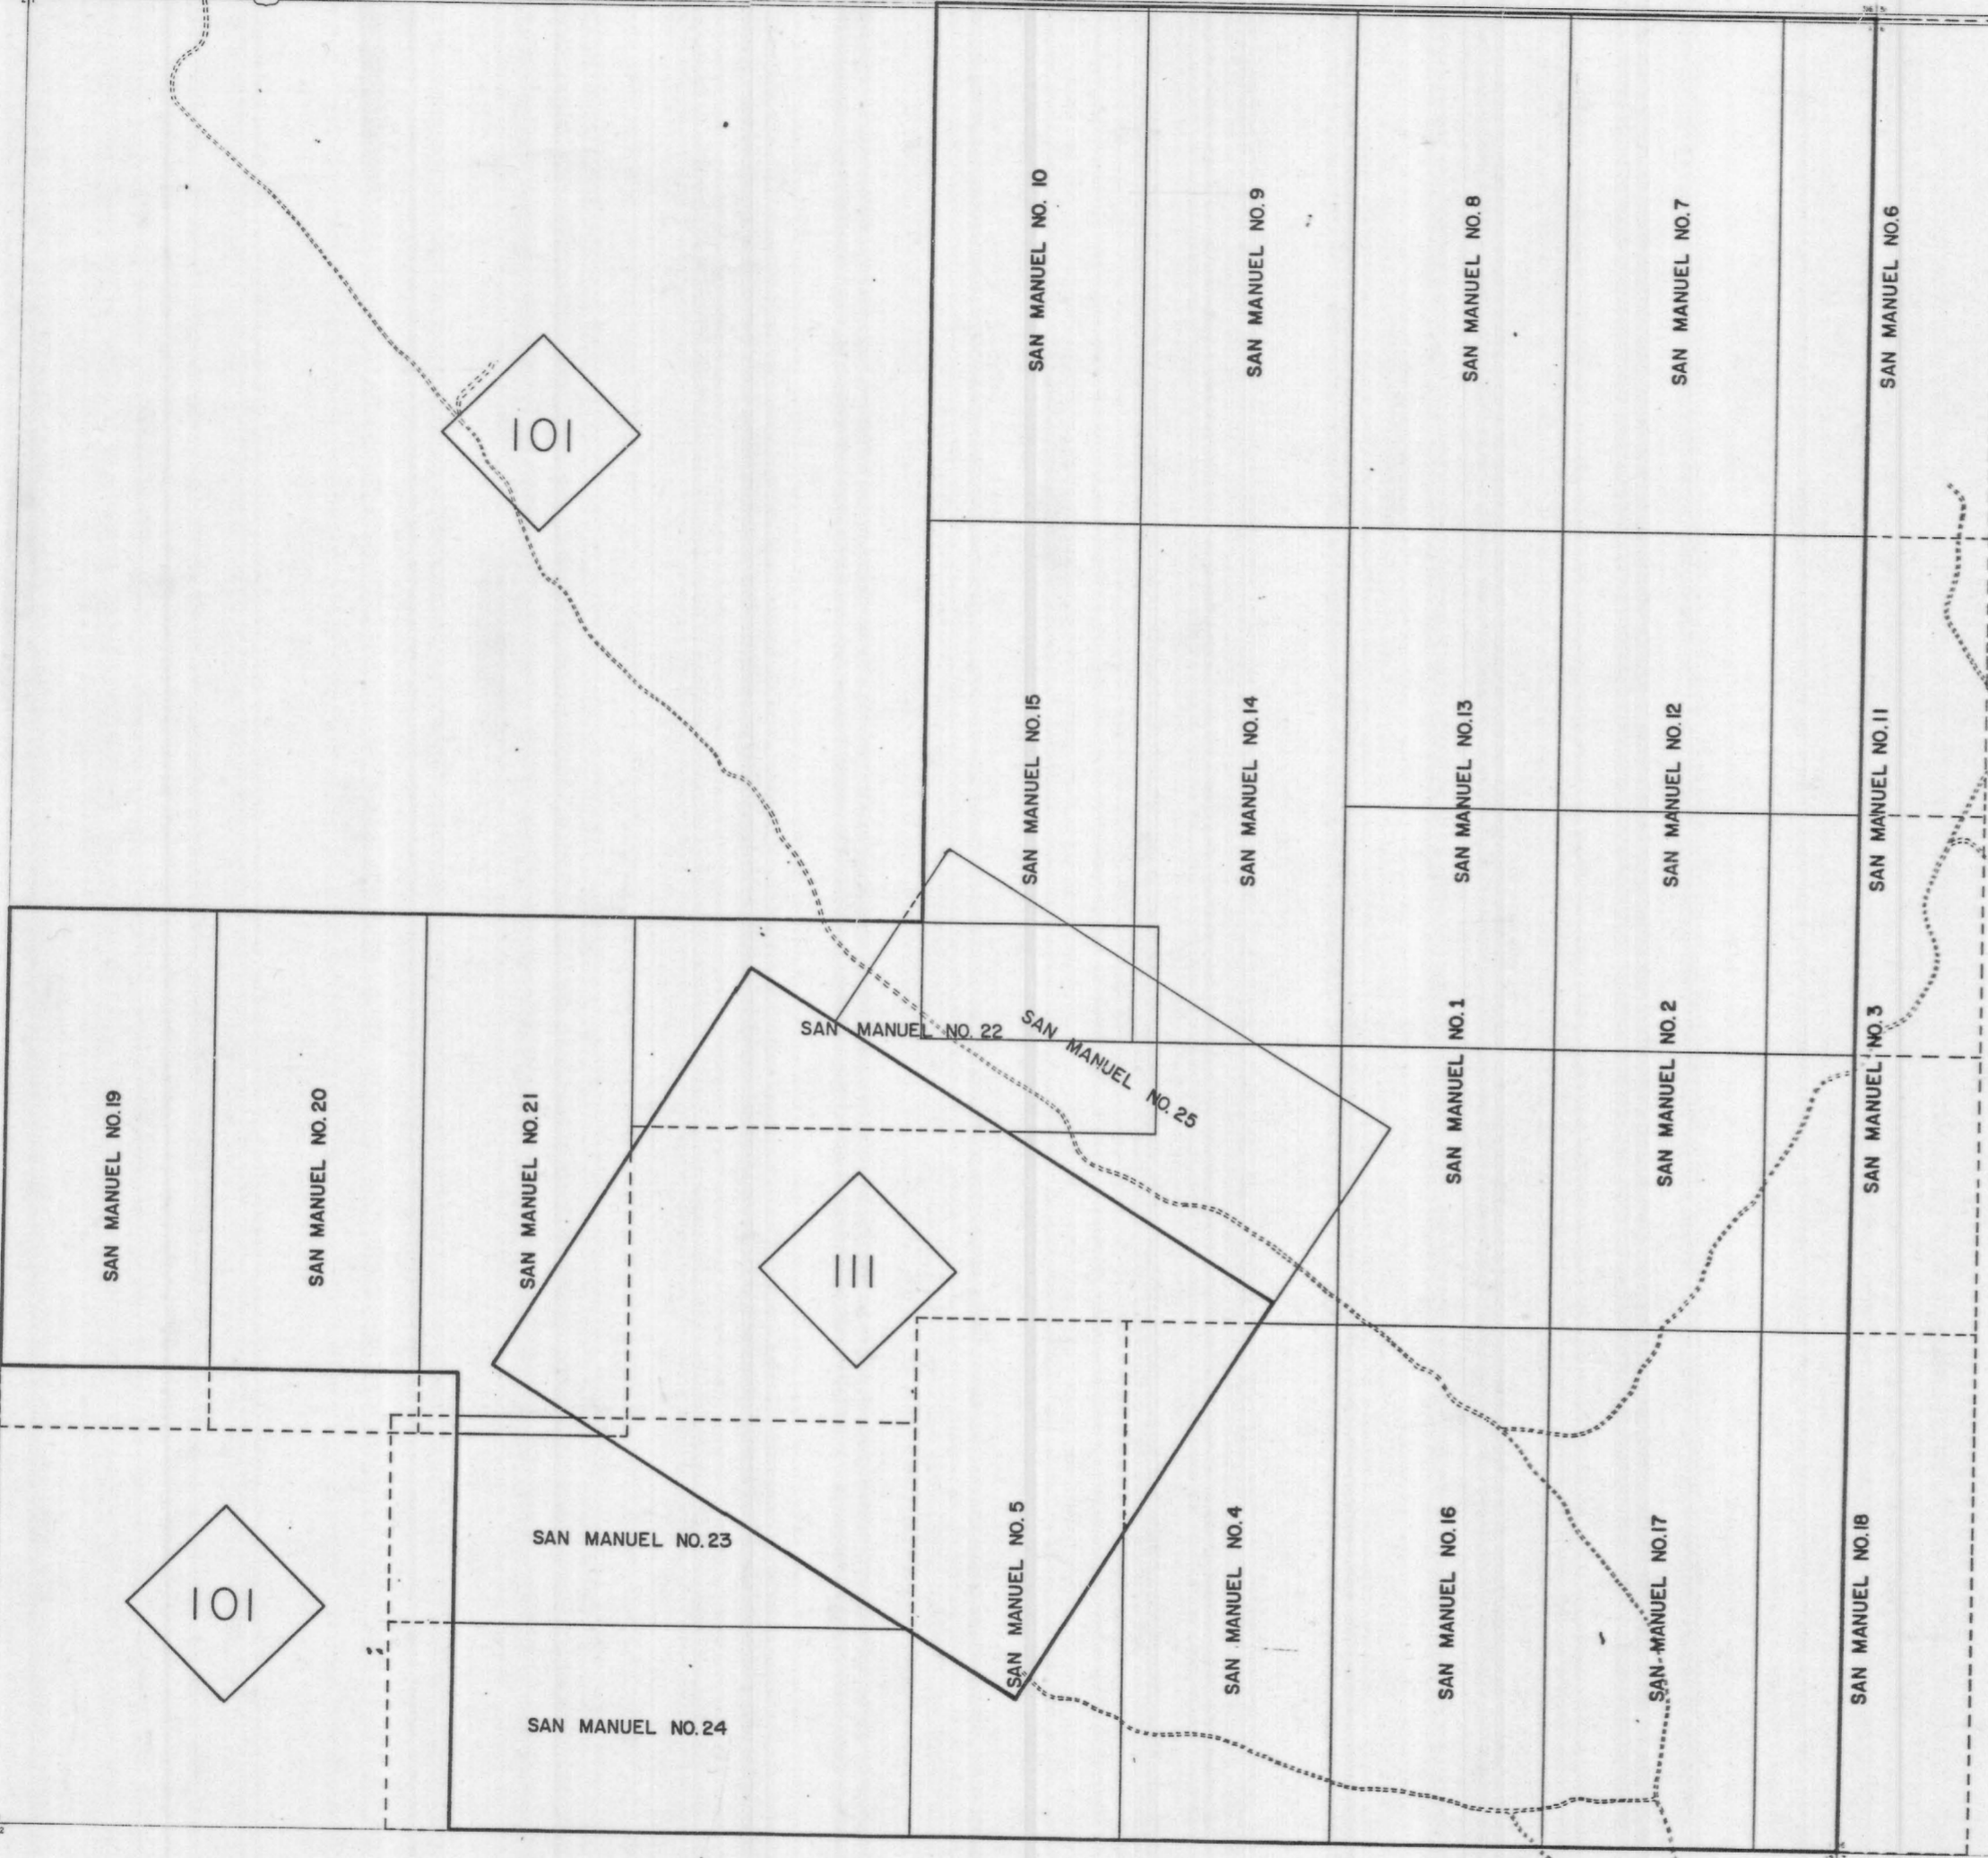 SAN MANUEL NO. 10
SAN MANUEL NO. 9
SAN MANUEL NO. 8
SAN MANUEL NO. 7
SAN MANUEL NO. 6
101
SAN MANUEL NO. 15
SAN MANUEL NO. 14
SAN MANUEL NO. 13
SAN MANUEL NO. 12
SAN MANUEL NO. 11
SAN MANUEL NO. 22
SAN MANUEL NO. 25
SAN MANUEL NO. 1
SAN MANUEL NO. 2
SAN MANUEL NO. 3
SAN MANUEL NO. 19
SAN MANUEL NO. 20
SAN MANUEL NO. 21
111
SAN MANUEL NO. 23
SAN MANUEL NO. 5
SAN MANUEL NO. 4
SAN MANUEL NO. 16
SAN MANUEL NO. 17
SAN MANUEL NO. 18
101
SAN MANUEL NO. 24